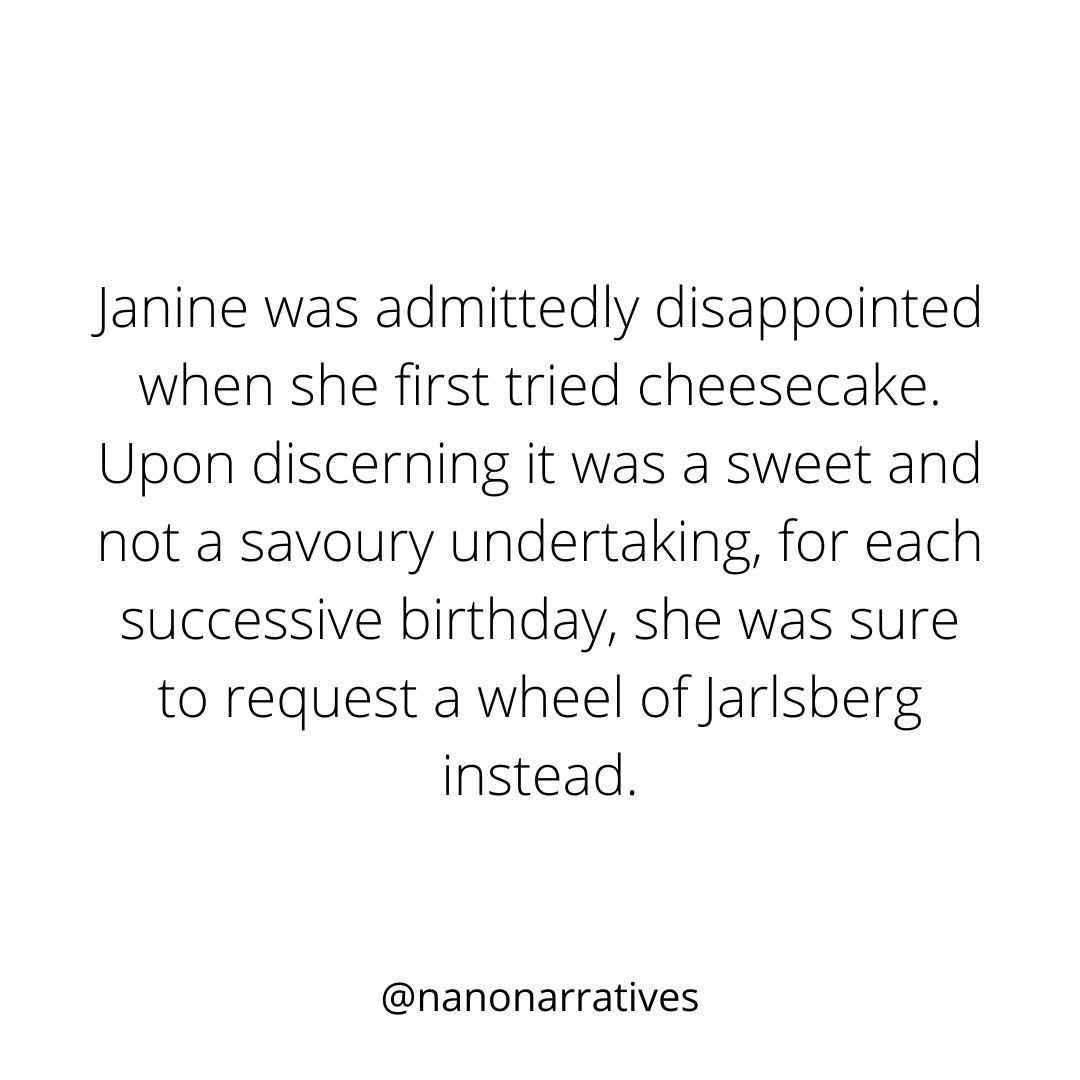 Janine was admittedly disappointed
when she first tried cheesecake.
Upon discerning it was a sweet and
not a savoury undertaking, for each
successive birthday, she was sure
to request a wheel of Jarlsberg
instead.
@nanonarratives